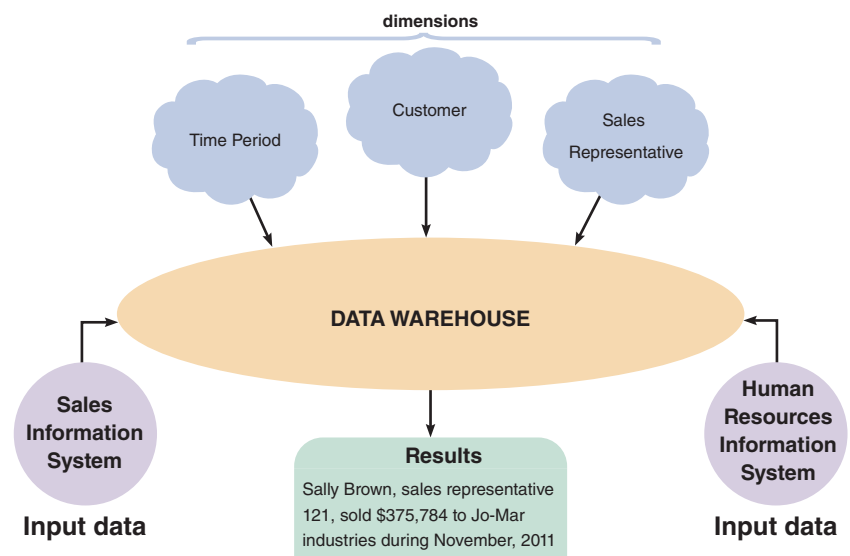 dimensions
Time Period
Customer
Sales
Representative
DATA WAREHOUSE
Sales
Information
System
Input data
Results
Sally Brown, sales representative
121, sold $375,784 to Jo-Mar
industries during November, 2011
Human
Resources
Information
System
Input data